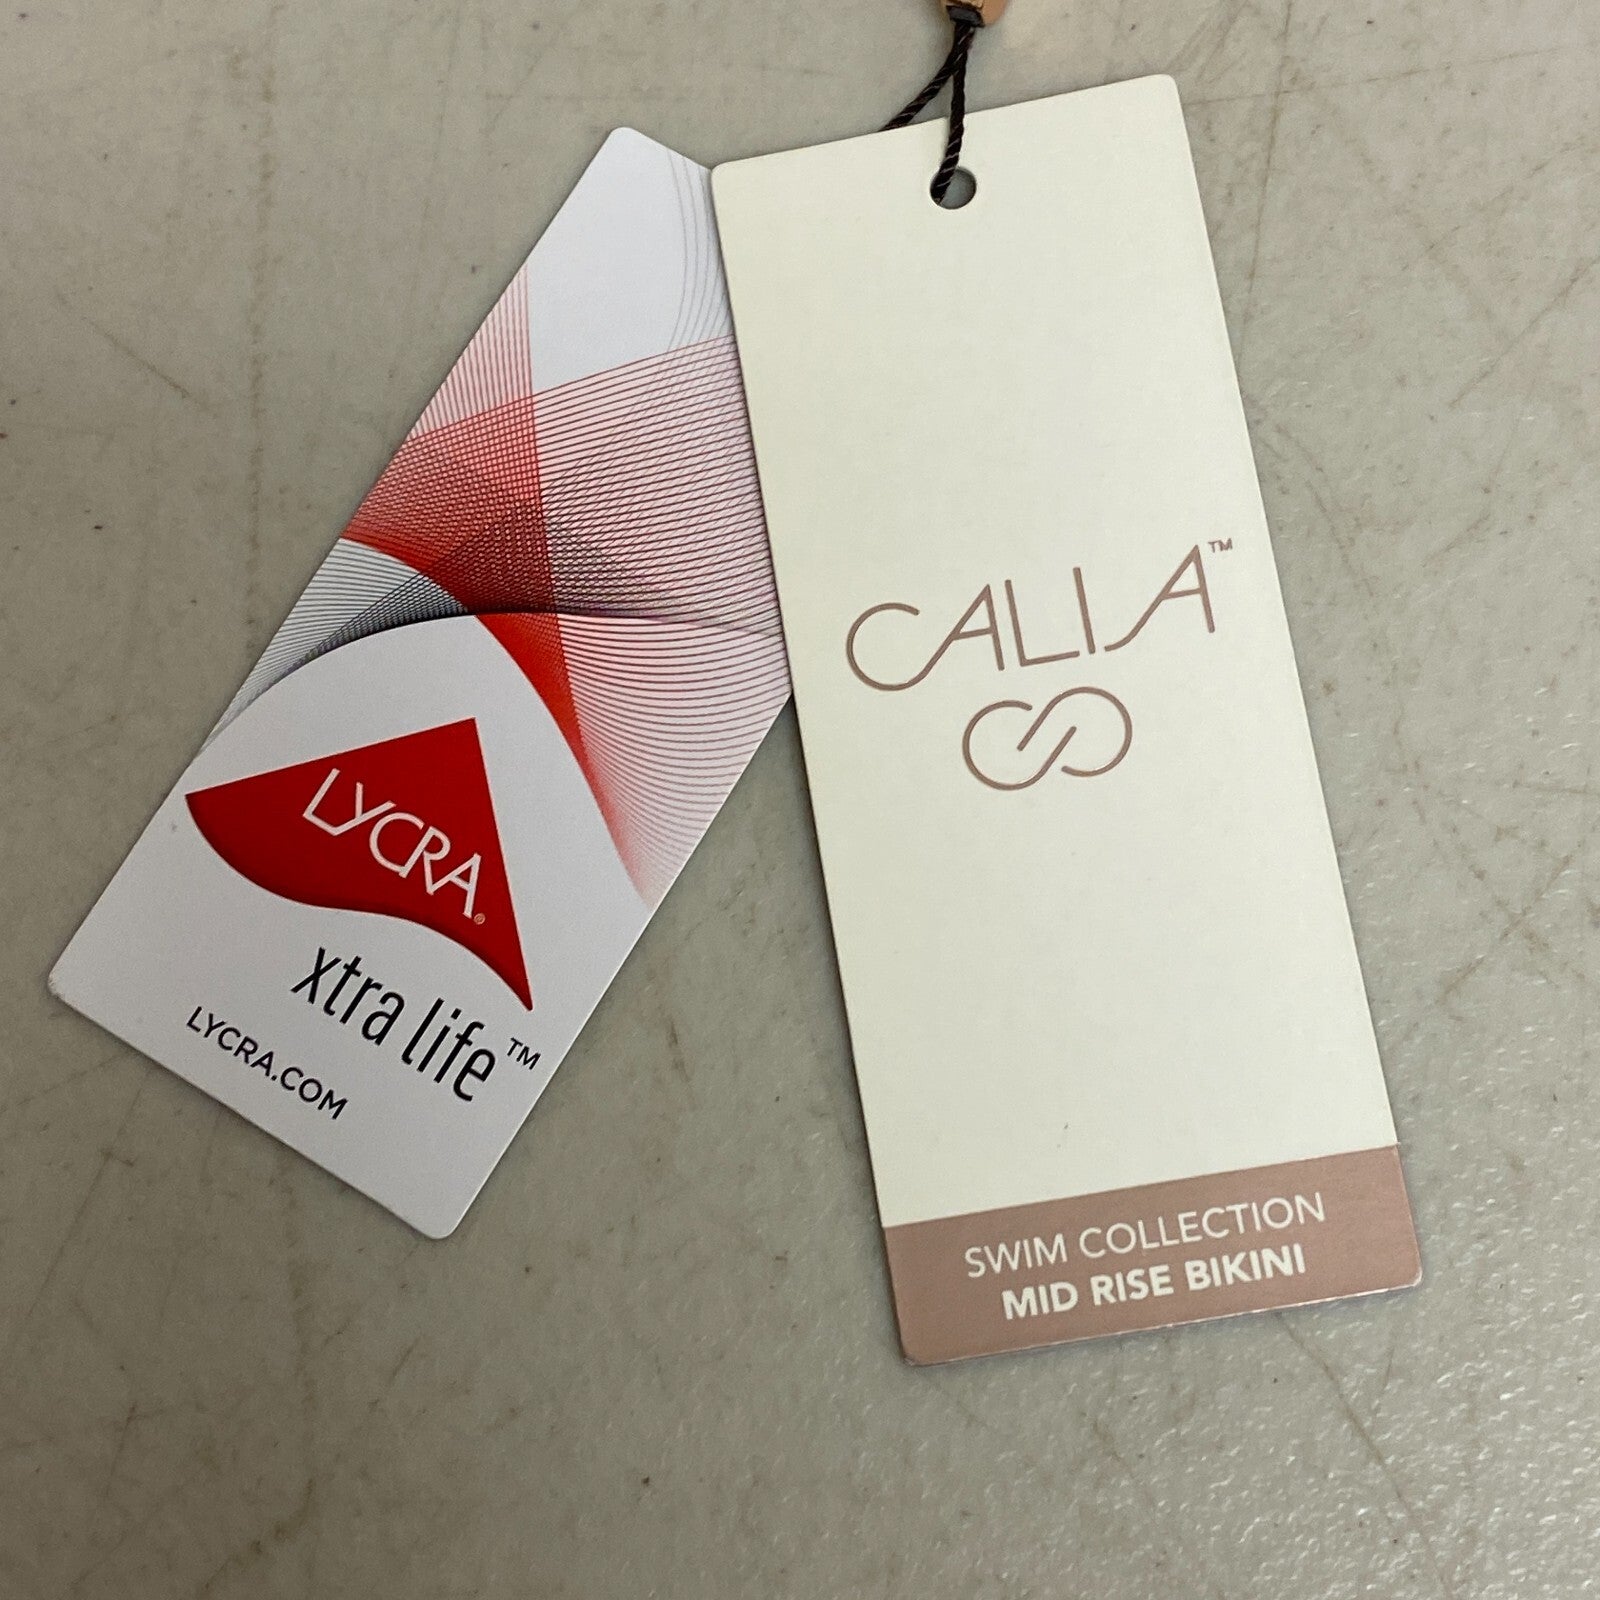 LYCRA®
xtra life™
LYCRA.COM
CALIA™
SWIM COLLECTION
MID RISE BIKINI